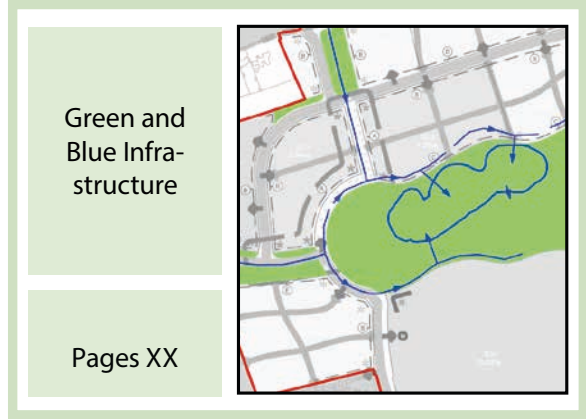 Green and
Blue Infra-
structure
Pages XX